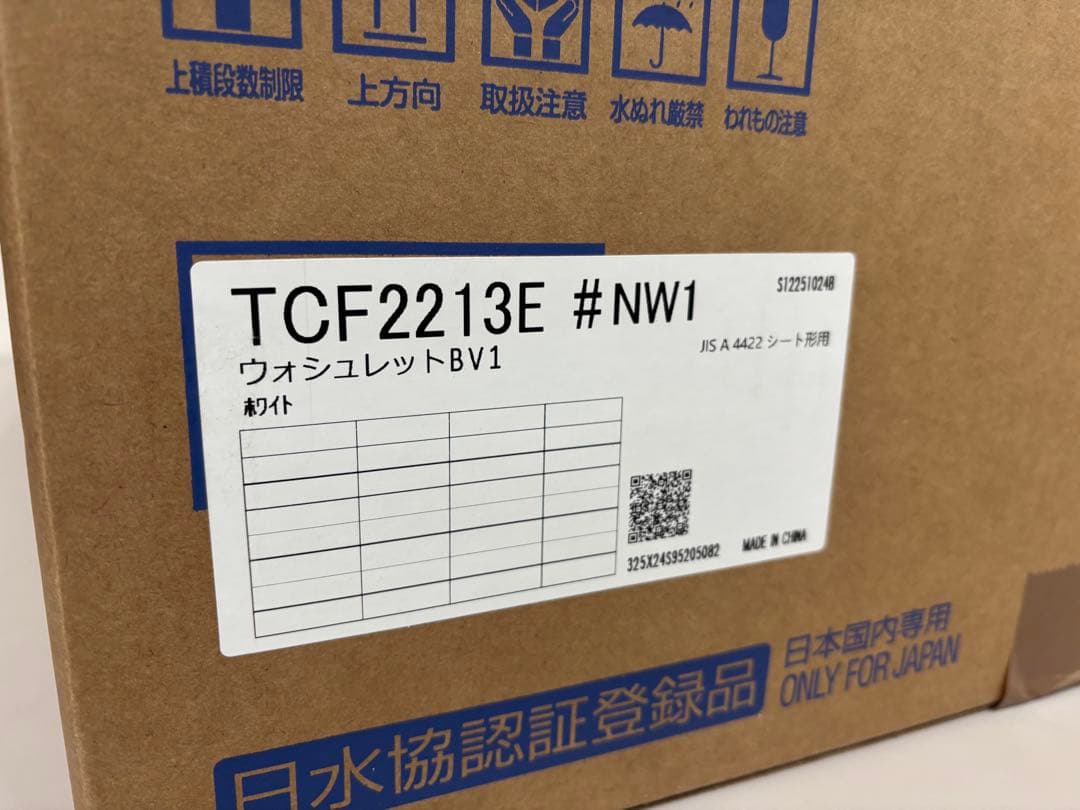 上積段数制限
上方向
取扱注意
水ぬれ厳禁
われもの注意
TCF2213E #NW1
S12251024B
ウォシュレットBV1
JIS A 4422 シート形用
ホワイト
325X24S95205082
MADE IN CHINA
日本国内専用
ONLY FOR JAPAN
日水協認証登録品